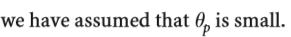 we have assumed that θₚ is small.